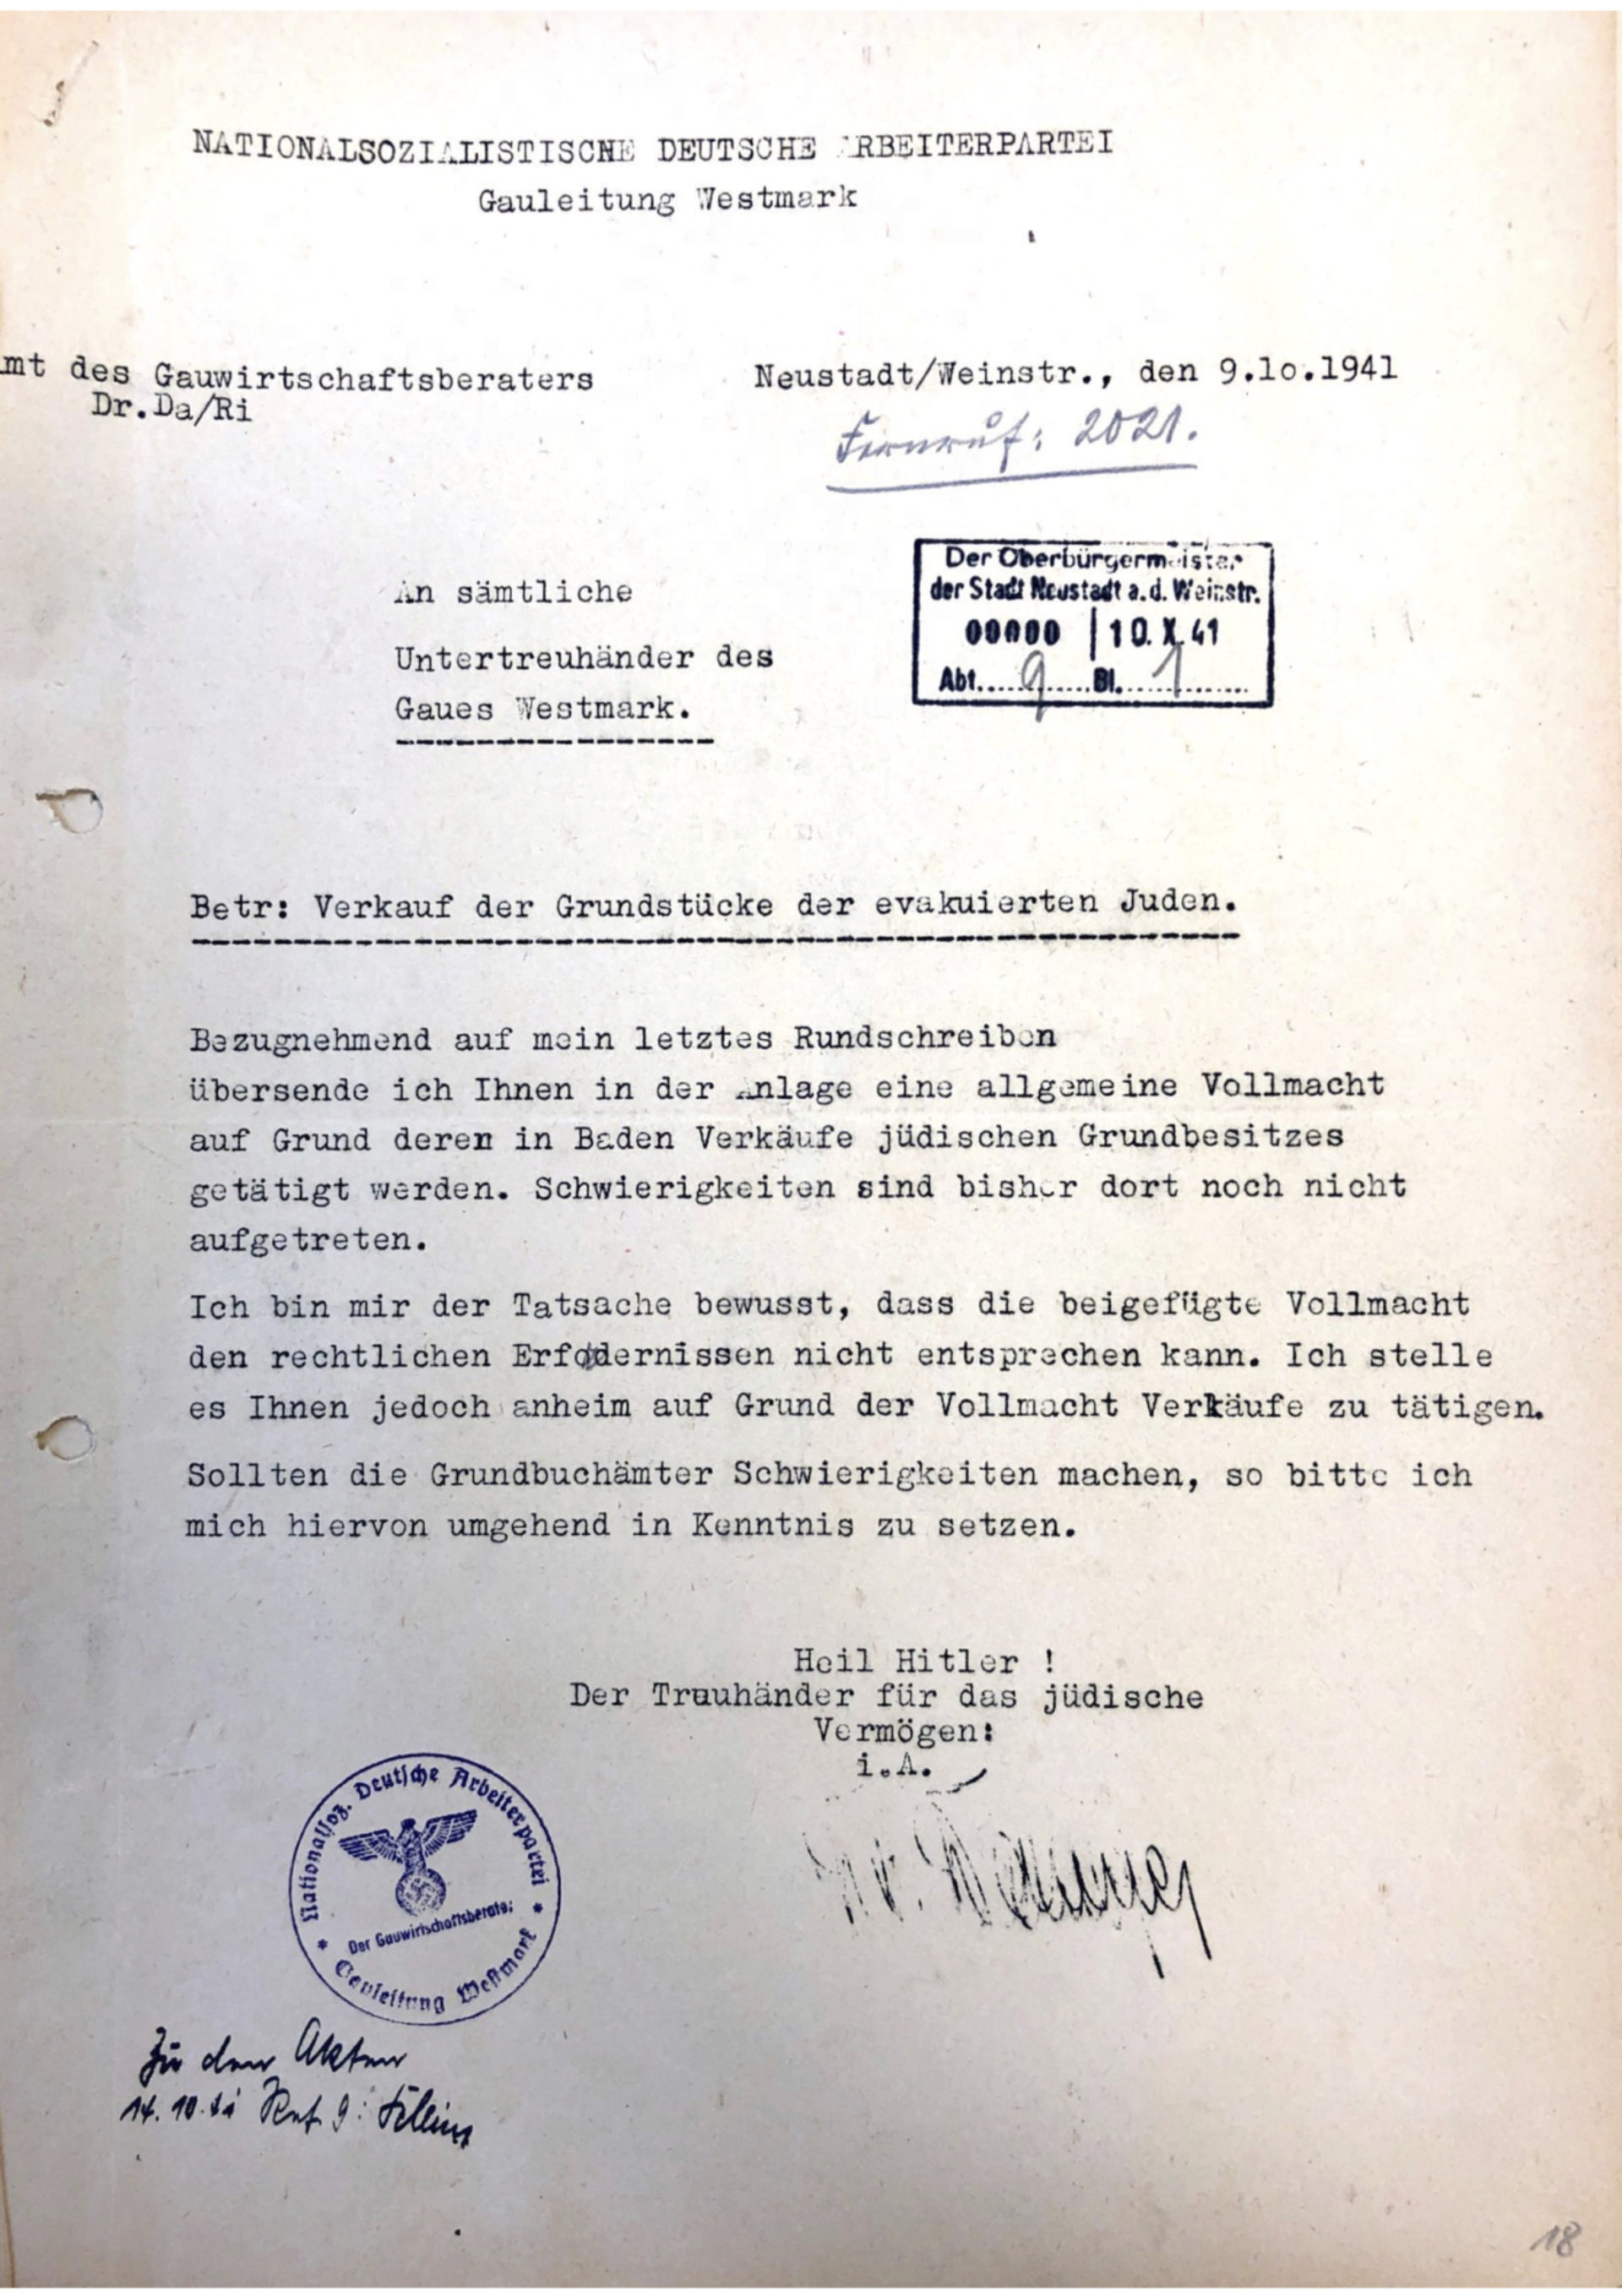 NATIONALSOZIALISTISCHE DEUTSCHE ARBEITERPARTEI
Gauleitung Westmark
mt des Gauwirtschaftsberaters
Dr.Da/Ri
Neustadt/Weinstr., den 9.10.1941
Fernruf: 2021.
Der Oberbürgermeister
der Stadt Neustadt a.d. Weinstr.
00000 | 10. X. 41
Abt. 9 Bl. 1
An sämtliche
Untertreuhänder des
Gaues Westmark.
Betr: Verkauf der Grundstücke der evakuierten Juden.
Bezugnehmend auf mein letztes Rundschreiben
übersende ich Ihnen in der Anlage eine allgemeine Vollmacht
auf Grund deren in Baden Verkäufe jüdischen Grundbesitzes
getätigt werden. Schwierigkeiten sind bisher dort noch nicht
aufgetreten.
Ich bin mir der Tatsache bewusst, dass die beigefügte Vollmacht
den rechtlichen Erfodernissen nicht entsprechen kann. Ich stelle
es Ihnen jedoch anheim auf Grund der Vollmacht Verkäufe zu tätigen.
Sollten die Grundbuchämter Schwierigkeiten machen, so bitte ich
mich hiervon umgehend in Kenntnis zu setzen.
Heil Hitler !
Der Treuhänder für das jüdische
Vermögen:
i.A.
Dr.
Nationalsoz. Deutsche Arbeiterpartei
Der Gauwirtschaftsberater
Gauleitung Westmark
Zu den Akten
14. 10. 41 Ref 9:
18